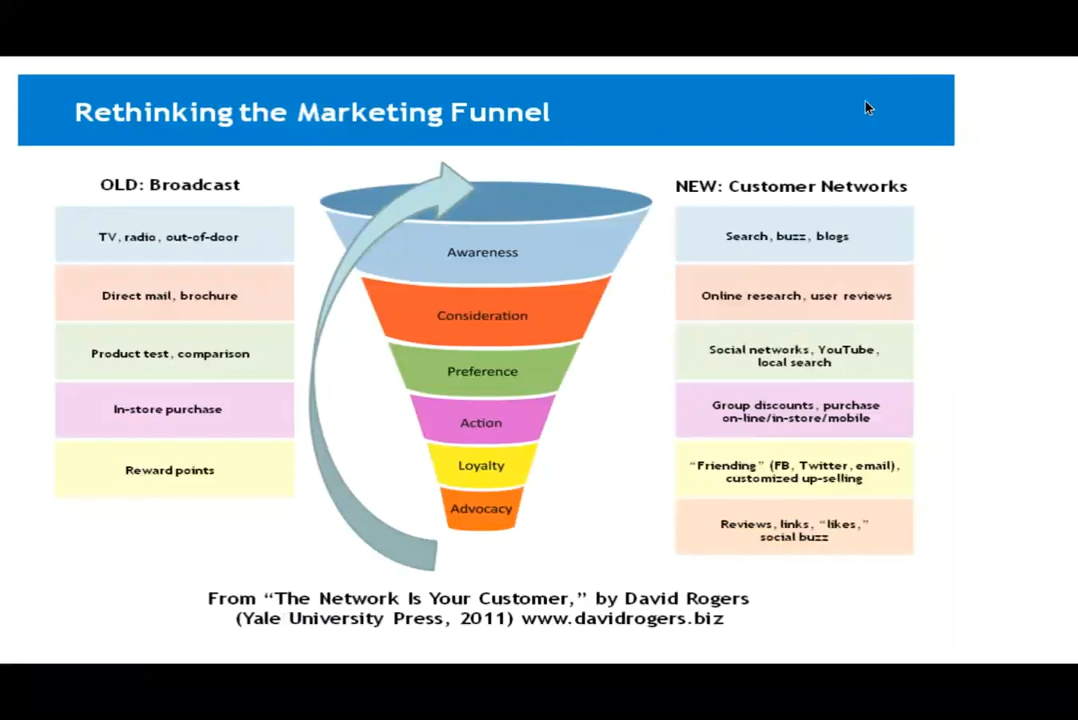 Rethinking the Marketing Funnel
OLD: Broadcast
TV, radio, out-of-door
Direct mail, brochure
Product test, comparison
In-store purchase
Reward points
Awareness
Consideration
Preference
Action
Loyalty
Advocacy
NEW: Customer Networks
Search, buzz, blogs
Online research, user reviews
Social networks, YouTube,
local search
Group discounts, purchase
on-line/in-store/mobile
“Friending” (FB, Twitter, email),
customized up-selling
Reviews, links, “likes,”
social buzz
From “The Network Is Your Customer,” by David Rogers
(Yale University Press, 2011) www.davidrogers.biz